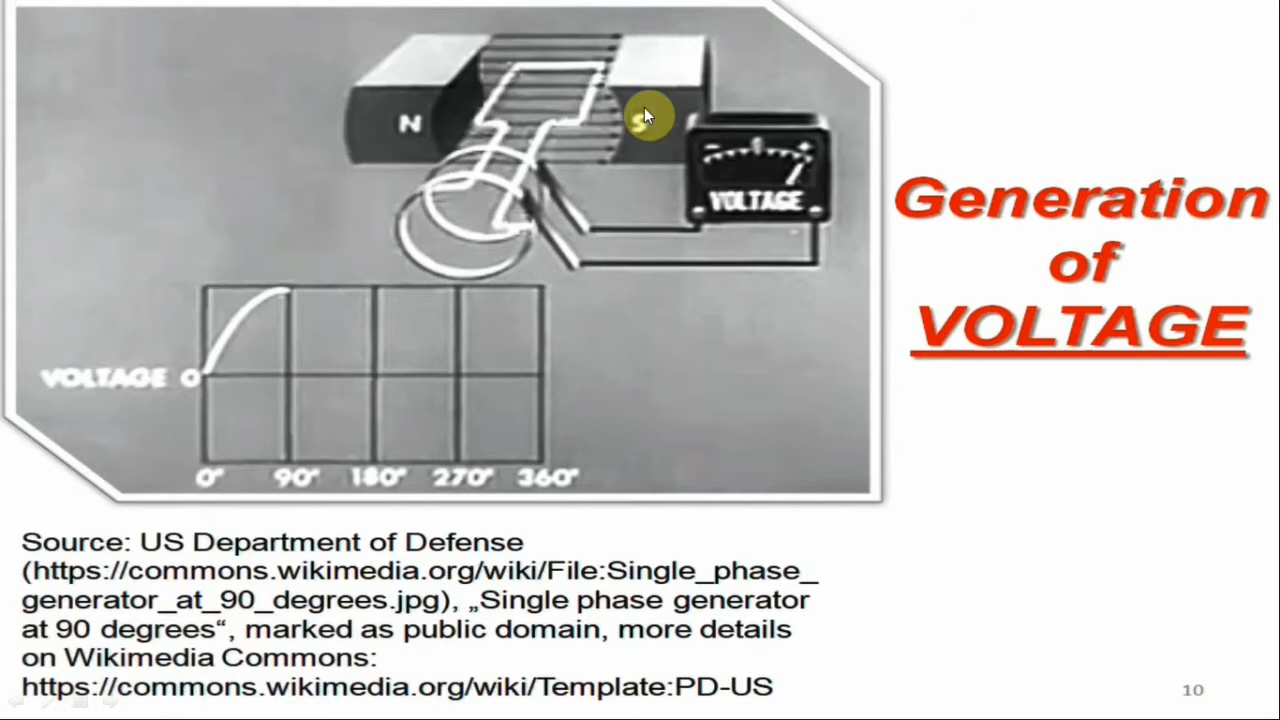 N
S
- 0 +
VOLTAGE
Generation
of
VOLTAGE
VOLTAGE 0
0° 90° 180° 270° 360°
Source: US Department of Defense
(https://commons.wikimedia.org/wiki/File:Single_phase_
generator_at_90_degrees.jpg), „Single phase generator
at 90 degrees“, marked as public domain, more details
on Wikimedia Commons:
https://commons.wikimedia.org/wiki/Template:PD-US
10